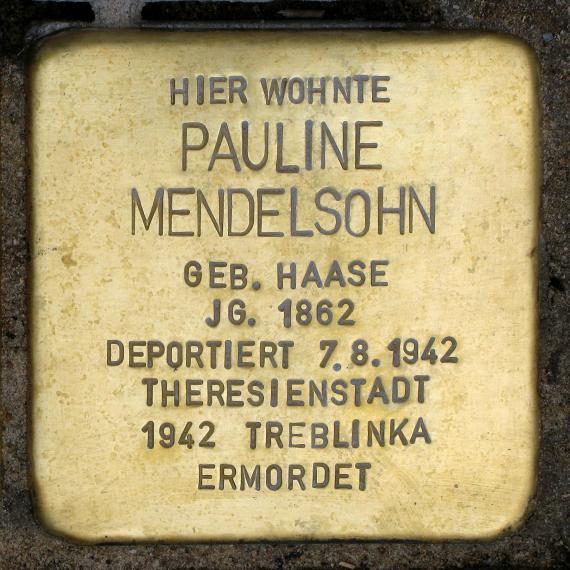 HIER WOHNTE
PAULINE
MENDELSOHN
GEB. HAASE
JG. 1862
DEPORTIERT 7.8.1942
THERESIENSTADT
1942 TREBLINKA
ERMORDET